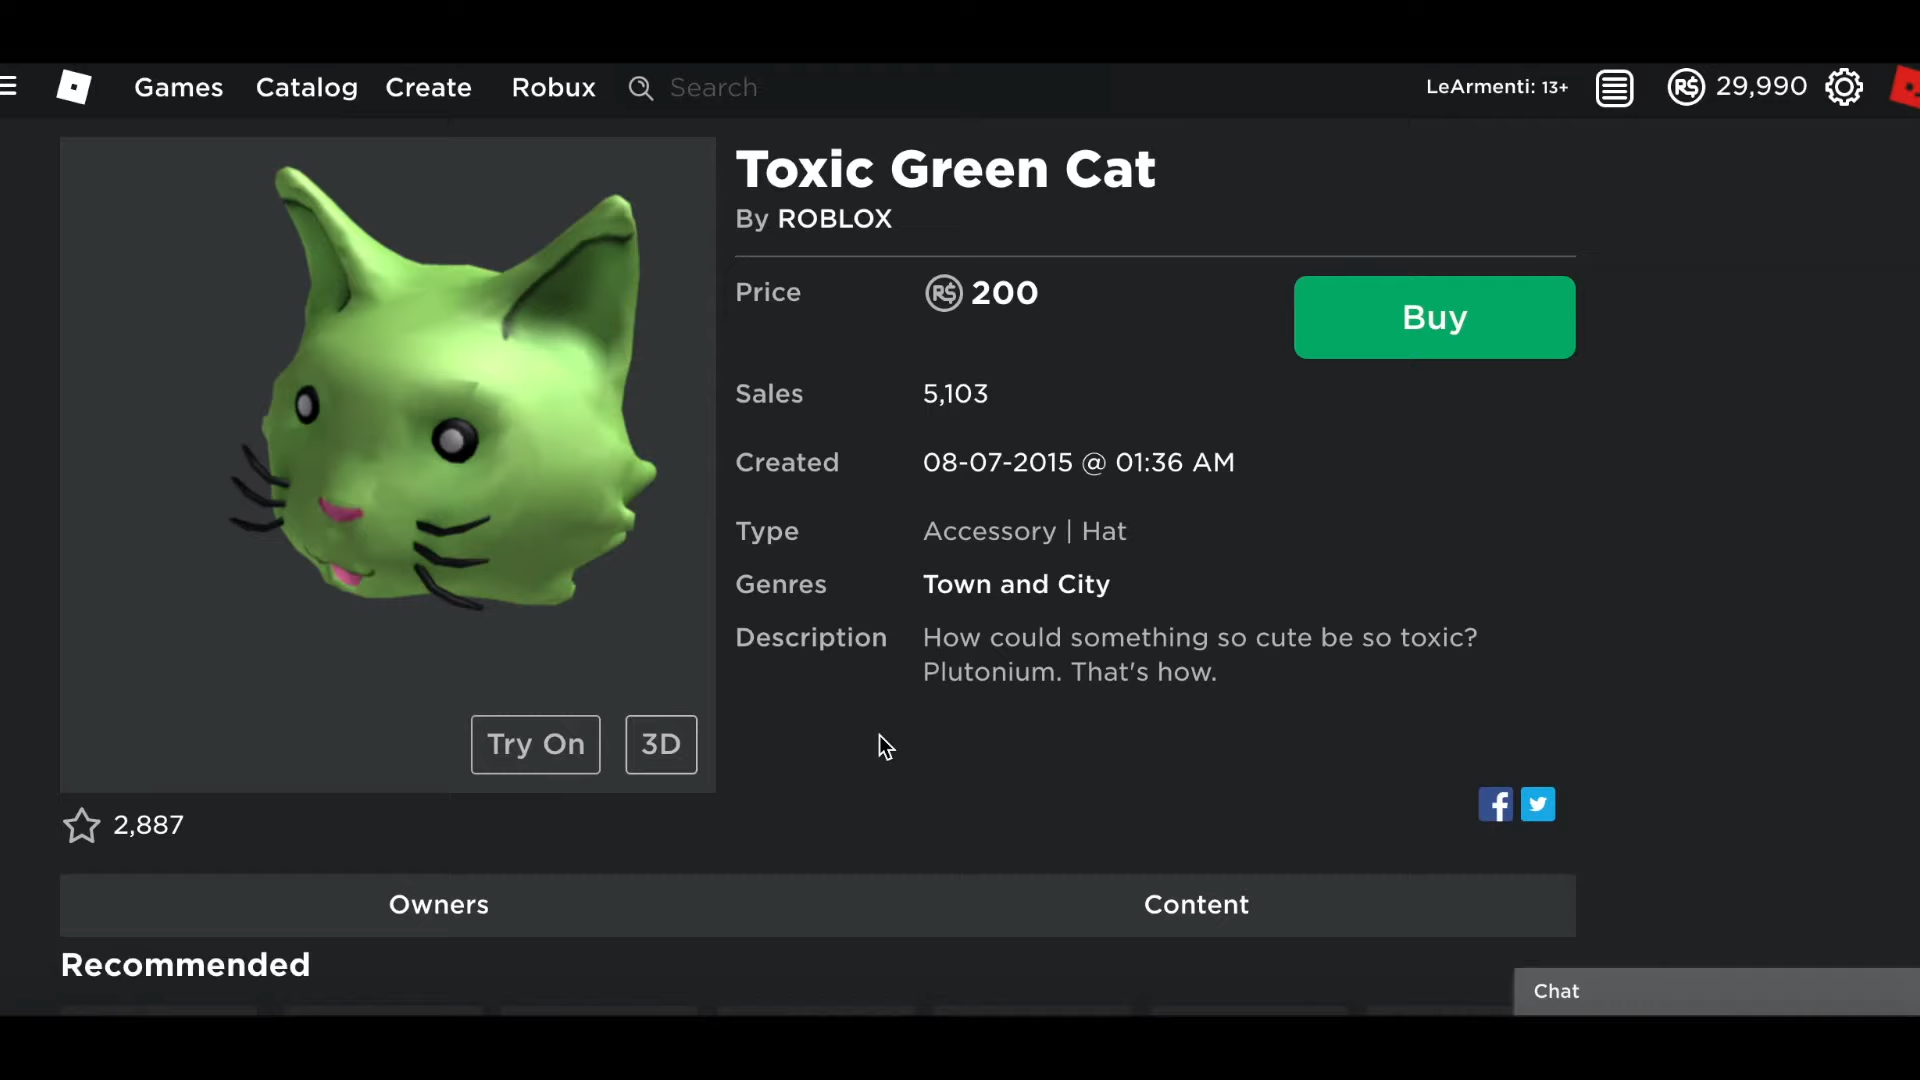 Games Catalog Create Robux Search LeArmenti: 13+ R$ 29,990
Toxic Green Cat
By ROBLOX
Price R$ 200
Buy
Sales 5,103
Created 08-07-2015 @ 01:36 AM
Type Accessory | Hat
Genres Town and City
Description How could something so cute be so toxic?
Plutonium. That's how.
Try On 3D
2,887
Owners Content
Recommended
Chat